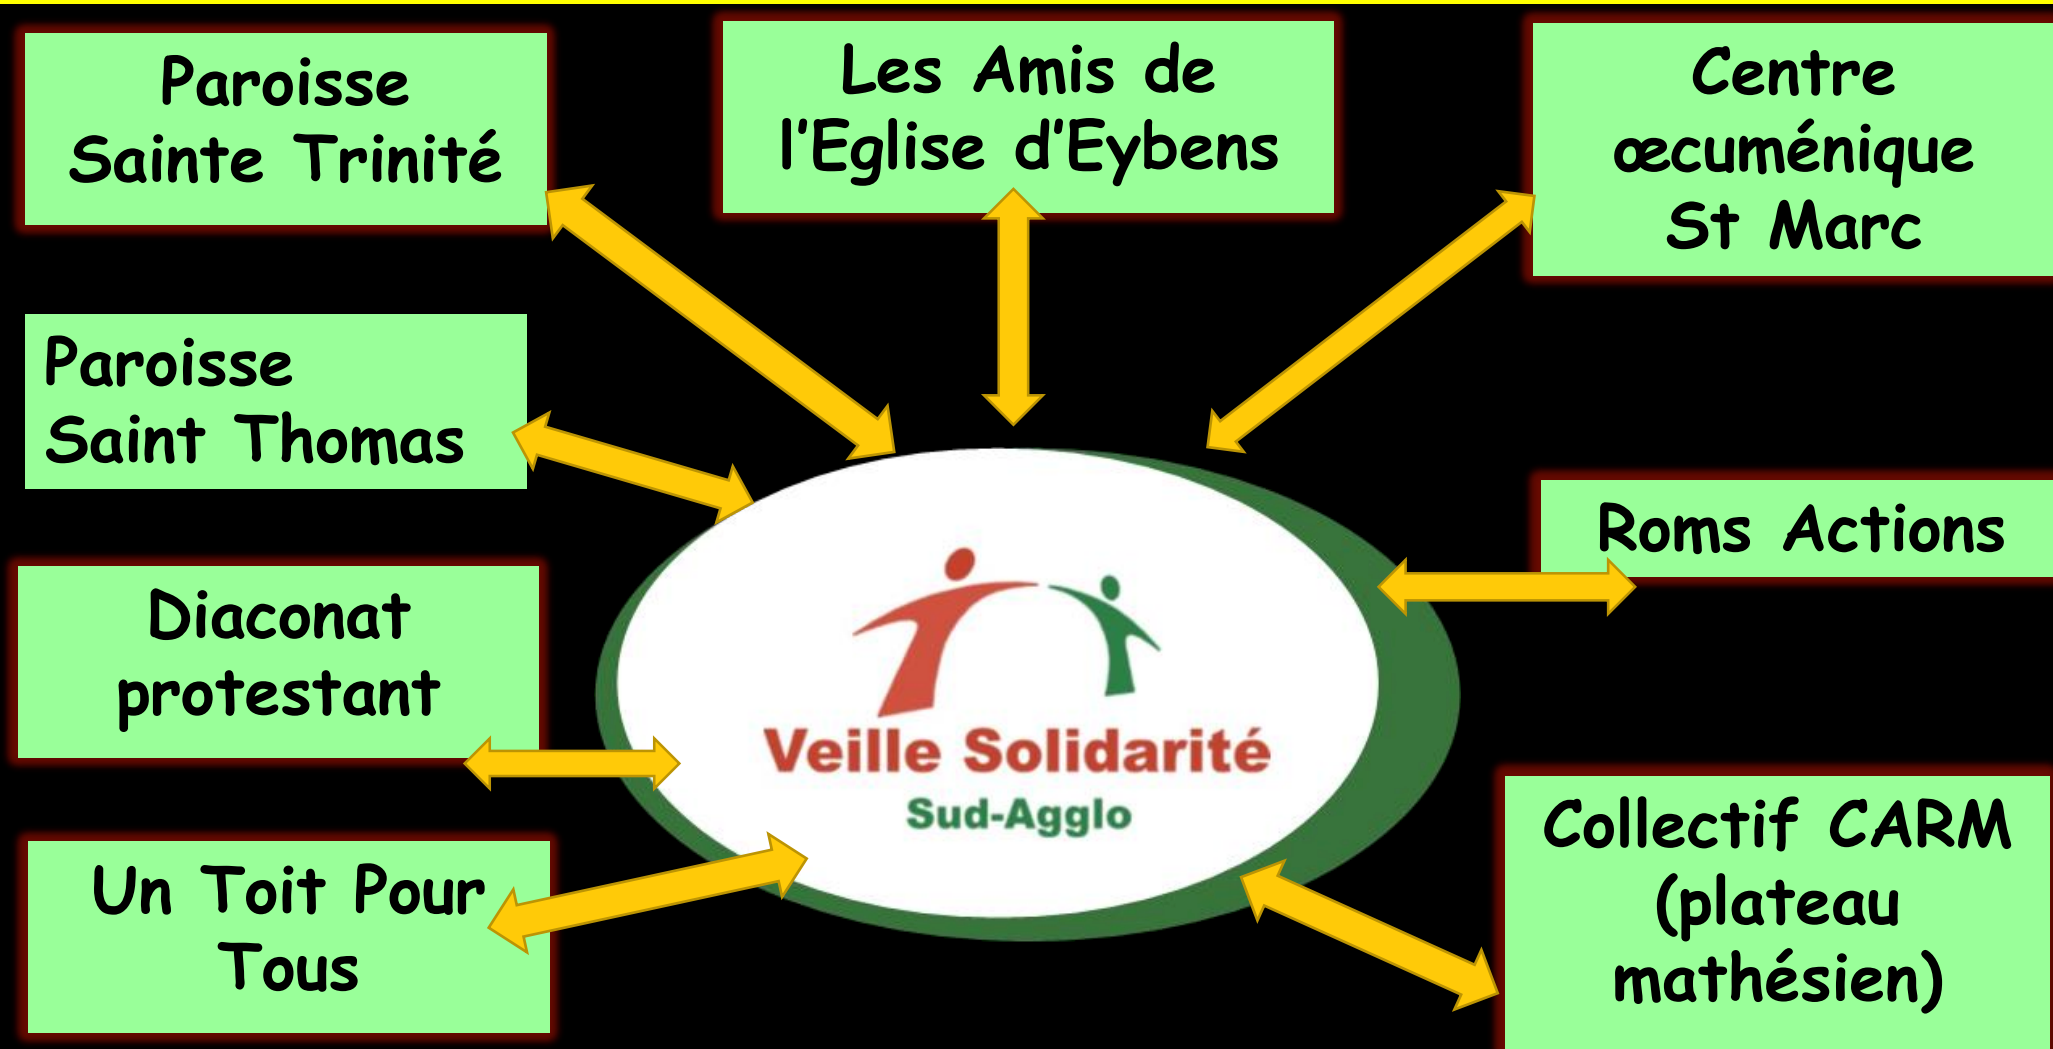 Paroisse
Sainte Trinité
Les Amis de
l'Eglise d'Eybens
Centre
œcuménique
St Marc
Paroisse
Saint Thomas
Roms Actions
Diaconat
protestant
Veille Solidarité
Sud-Agglo
Un Toit Pour
Tous
Collectif CARM
(plateau
mathésien)